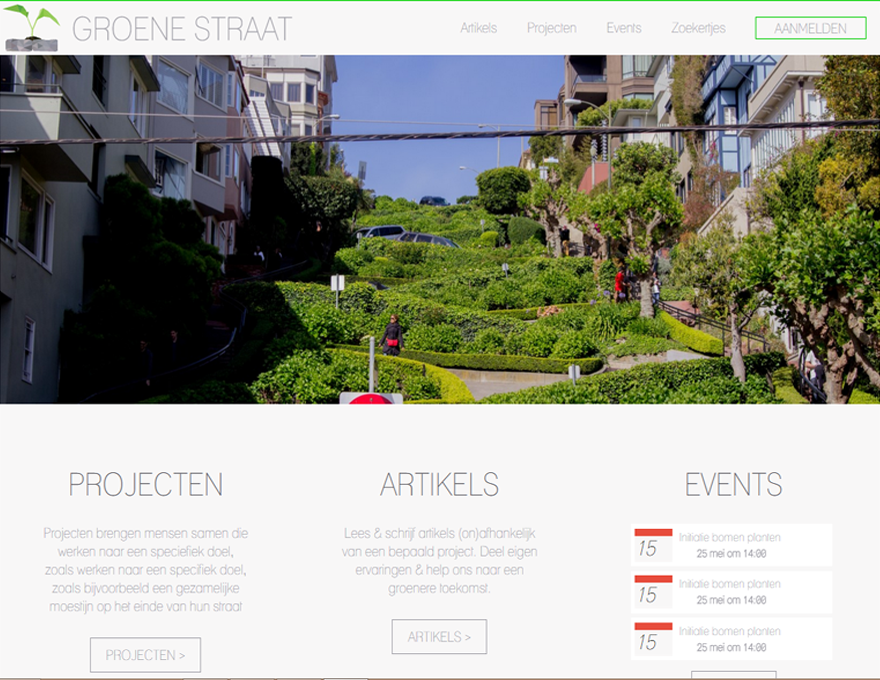 GROENE STRAAT
Artikels
Projecten
Events
Zoekertjes
AANMELDEN
PROJECTEN
Projecten brengen mensen samen die
werken naar een speciefiek doel,
zoals werken naar een specifiek doel,
zoals bijvoorbeeld een gezamelijke
moestijn op het einde van hun straat
PROJECTEN >
ARTIKELS
Lees & schrijf artikels (on)afhankelijk
van een bepaald project. Deel eigen
ervaringen & help ons naar een
groenere toekomst.
ARTIKELS >
EVENTS
15
Initiatie bomen planten
25 mei om 14:00
15
Initiatie bomen planten
25 mei om 14:00
15
Initiatie bomen planten
25 mei om 14:00